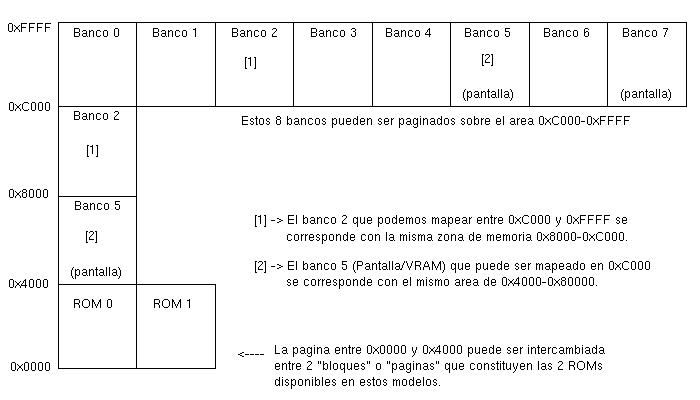 0xFFFF
Banco 0 Banco 1 Banco 2 Banco 3 Banco 4 Banco 5 Banco 6 Banco 7
[1] [2]
(pantalla) (pantalla)
0xC000
Banco 2
Estos 8 bancos pueden ser paginados sobre el area 0xC000-0xFFFF
[1]
0x8000
Banco 5
[1] -> El banco 2 que podemos mapear entre 0xC000 y 0xFFFF se
corresponde con la misma zona de memoria 0x8000-0xC000.
[2]
(pantalla)
[2] -> El banco 5 (Pantalla/VRAM) que puede ser mapeado en 0xC000
se corresponde con el mismo area de 0x4000-0x80000.
0x4000
ROM 0 ROM 1
<---- La pagina entre 0x0000 y 0x4000 puede ser intercambiada
entre 2 "bloques" o "paginas" que constituyen las 2 ROMs
disponibles en estos modelos.
0x0000